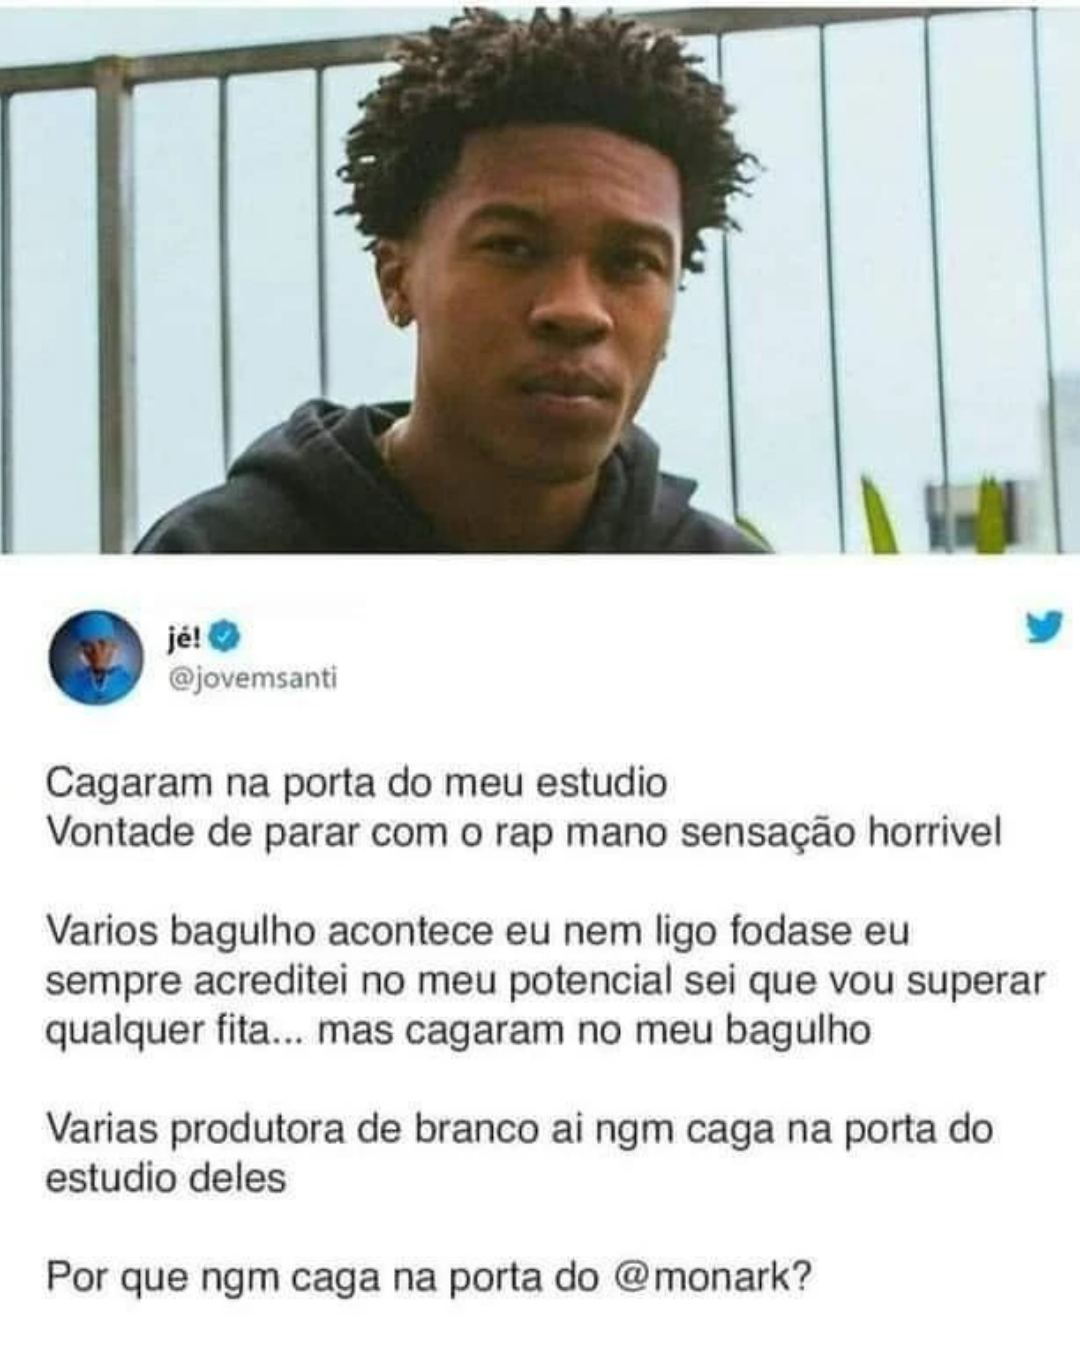 jé!
@jovemsanti
Cagaram na porta do meu estudio
Vontade de parar com o rap mano sensação horrivel
Varios bagulho acontece eu nem ligo fodase eu
sempre acreditei no meu potencial sei que vou superar
qualquer fita... mas cagaram no meu bagulho
Varias produtora de branco ai ngm caga na porta do
estudio deles
Por que ngm caga na porta do @monark?